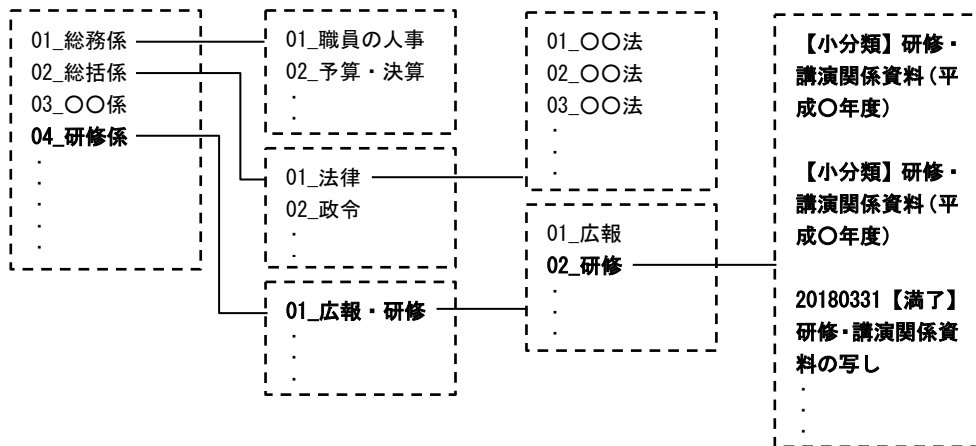 01_総務係
02_総括係
03_〇〇係
04_研修係
・
・
・
・
・
01_職員の人事
02_予算・決算
・
・
01_法律
02_政令
・
・
01_広報・研修
・
・
・
01_〇〇法
02_〇〇法
03_〇〇法
・
・
・
01_広報
02_研修
・
・
・
【小分類】研修・
講演関係資料(平
成〇年度)
【小分類】研修・
講演関係資料(平
成〇年度)
20180331【満了】
研修・講演関係資
料の写し
・
・
・